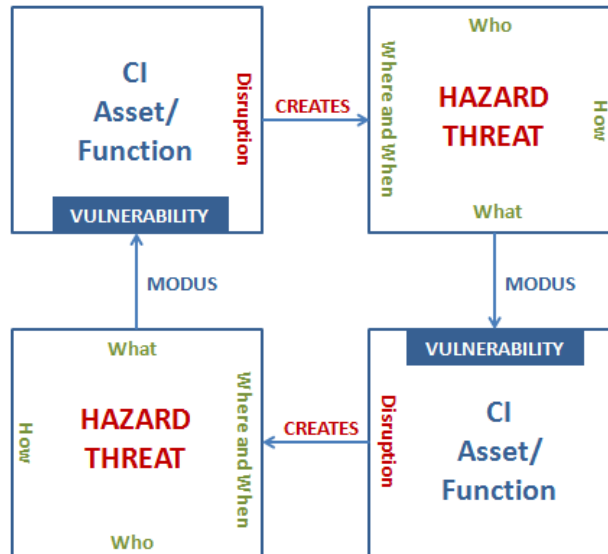 CI
Asset/
Function
Disruption
VULNERABILITY
CREATES
Who
Where and When
HAZARD
THREAT
How
What
MODUS
MODUS
What
How
HAZARD
THREAT
Where and When
Who
CREATES
VULNERABILITY
Disruption
CI
Asset/
Function